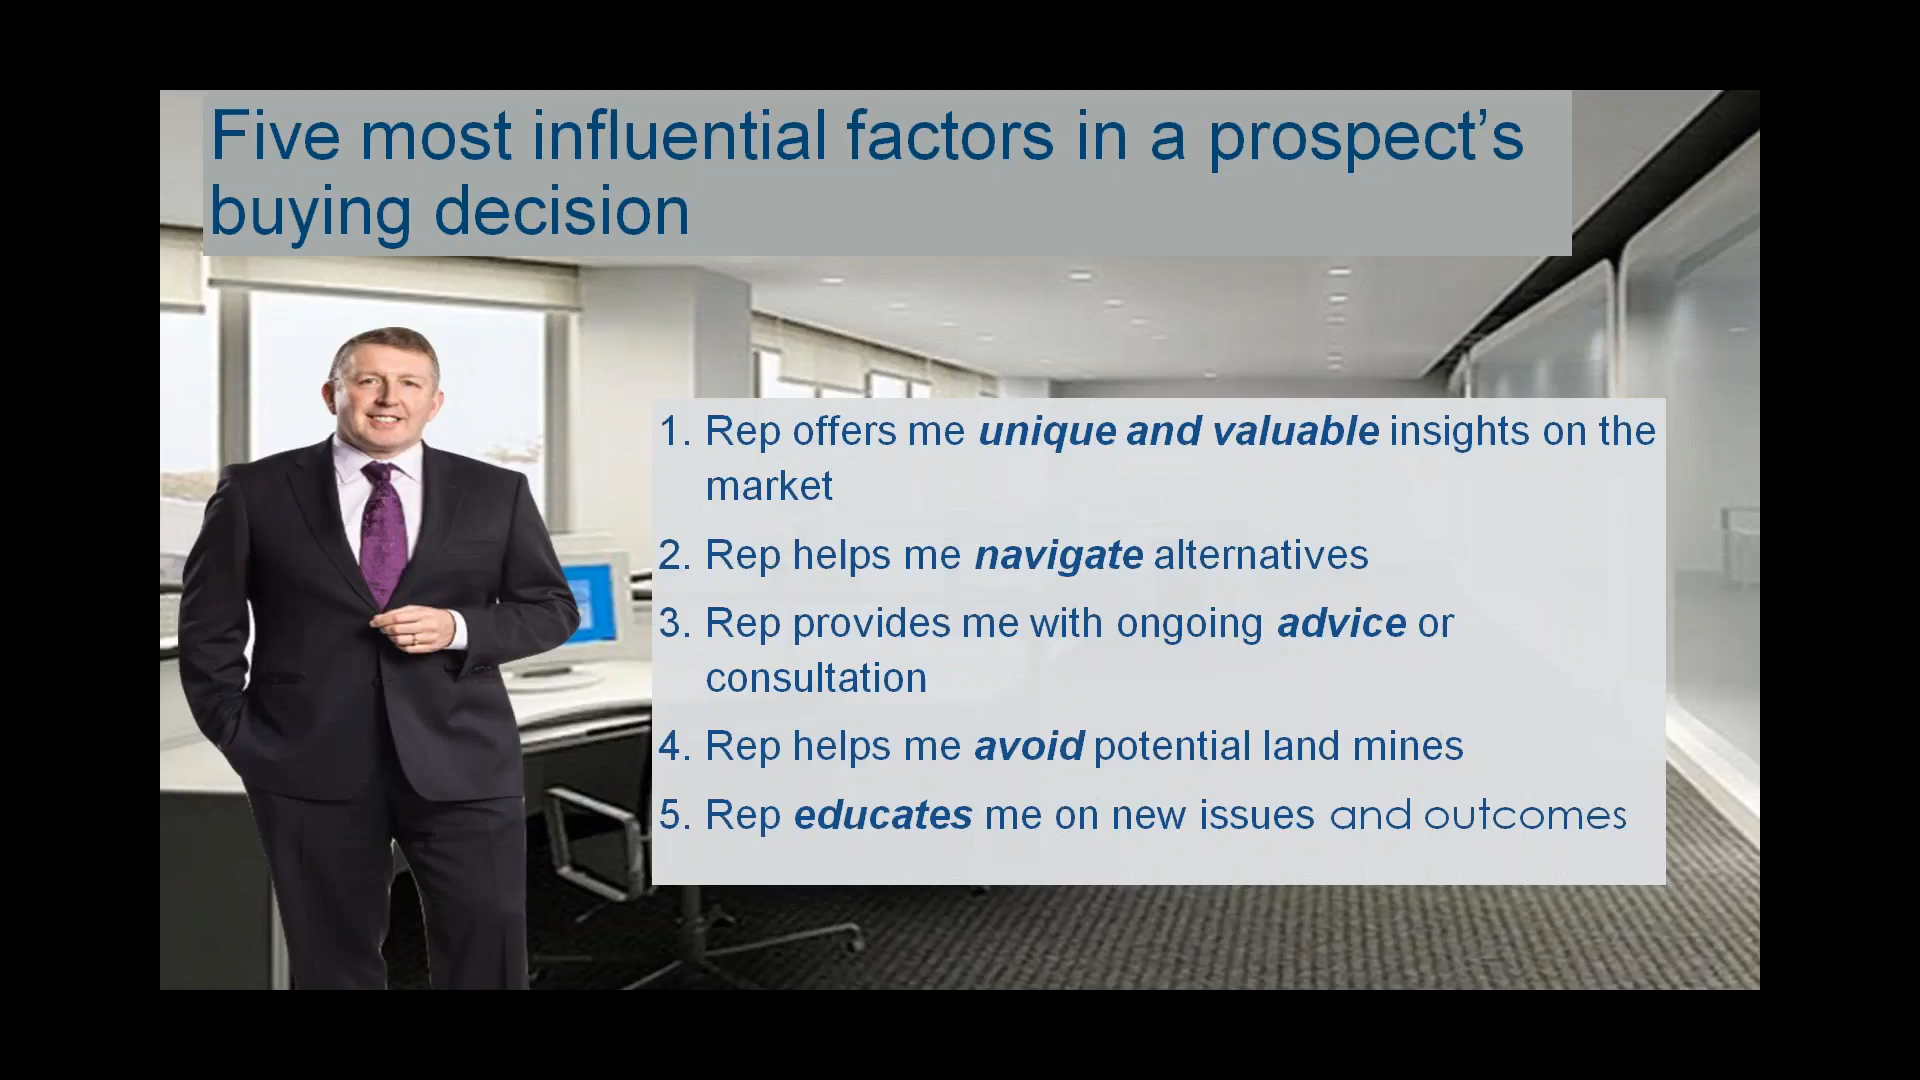 Five most influential factors in a prospect’s
buying decision
1. Rep offers me unique and valuable insights on the
market
2. Rep helps me navigate alternatives
3. Rep provides me with ongoing advice or
consultation
4. Rep helps me avoid potential land mines
5. Rep educates me on new issues and outcomes